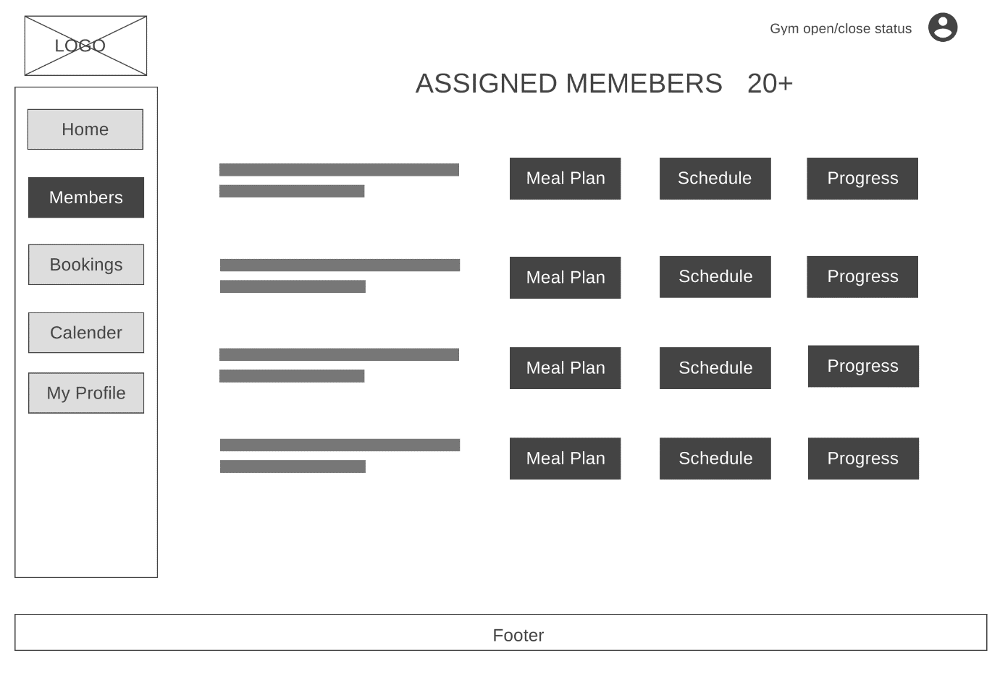 LOGO
Gym open/close status
ASSIGNED MEMEBERS 20+
Home
Members
Bookings
Calender
My Profile
Meal Plan Schedule Progress
Meal Plan Schedule Progress
Meal Plan Schedule Progress
Meal Plan Schedule Progress
Footer